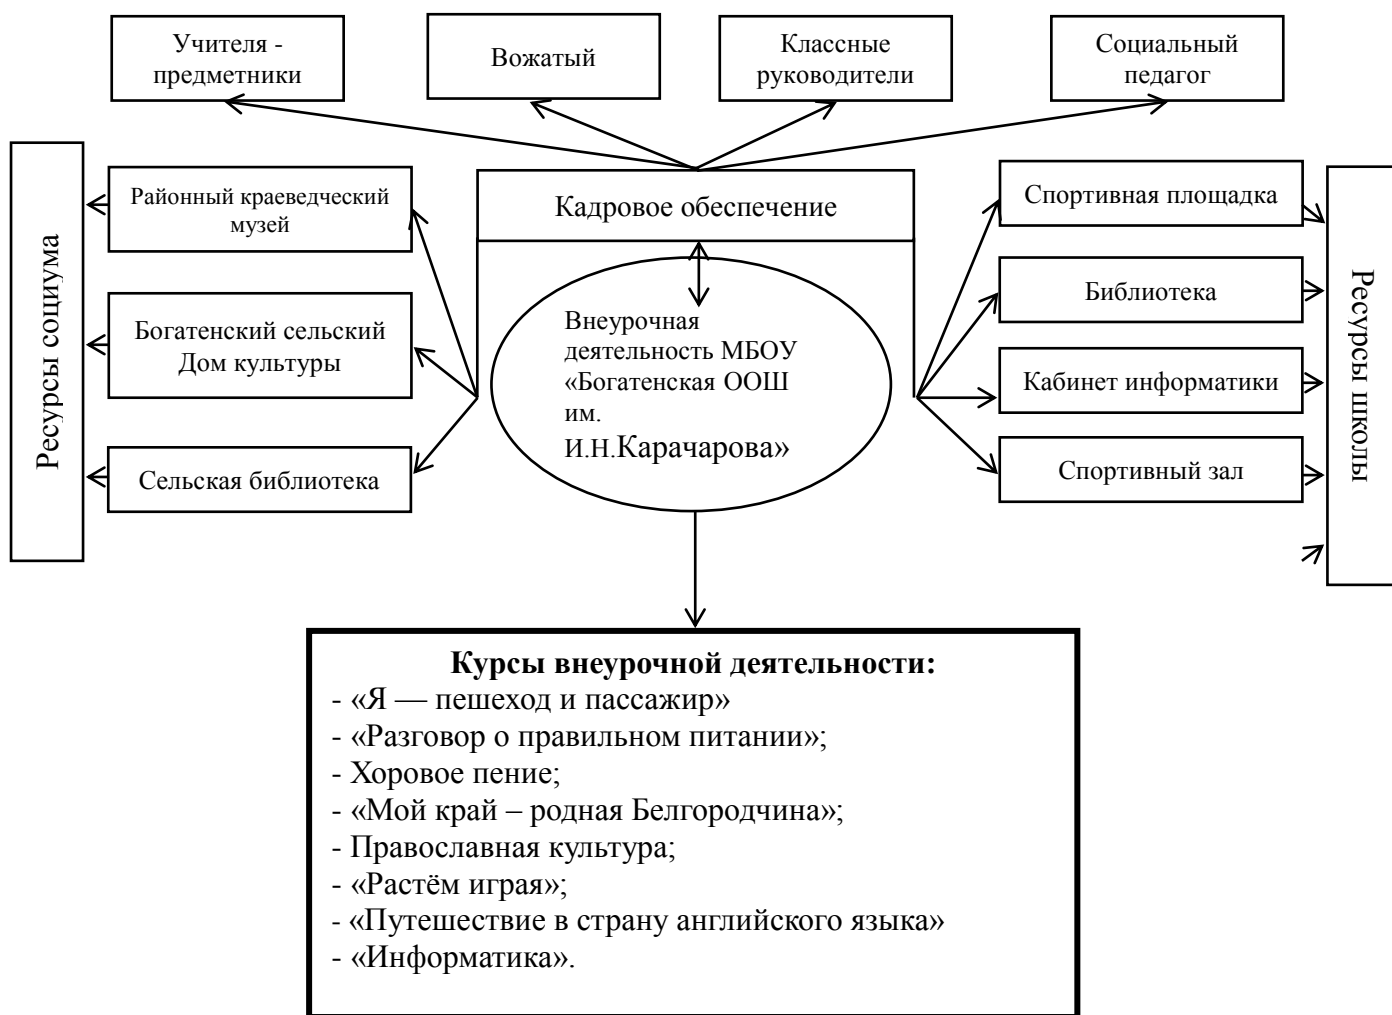 Учителя -
предметники
Вожатый
Классные
руководители
Социальный
педагог
Ресурсы социума
Районный краеведческий
музей
Богатенский сельский
Дом культуры
Сельская библиотека
Кадровое обеспечение
Внеурочная
деятельность МБОУ
«Богатенская ООШ
им.
И.Н.Карачарова»
Спортивная площадка
Библиотека
Кабинет информатики
Спортивный зал
Ресурсы школы
Курсы внеурочной деятельности:
- «Я — пешеход и пассажир»
- «Разговор о правильном питании»;
- Хоровое пение;
- «Мой край – родная Белгородчина»;
- Православная культура;
- «Растём играя»;
- «Путешествие в страну английского языка»
- «Информатика».